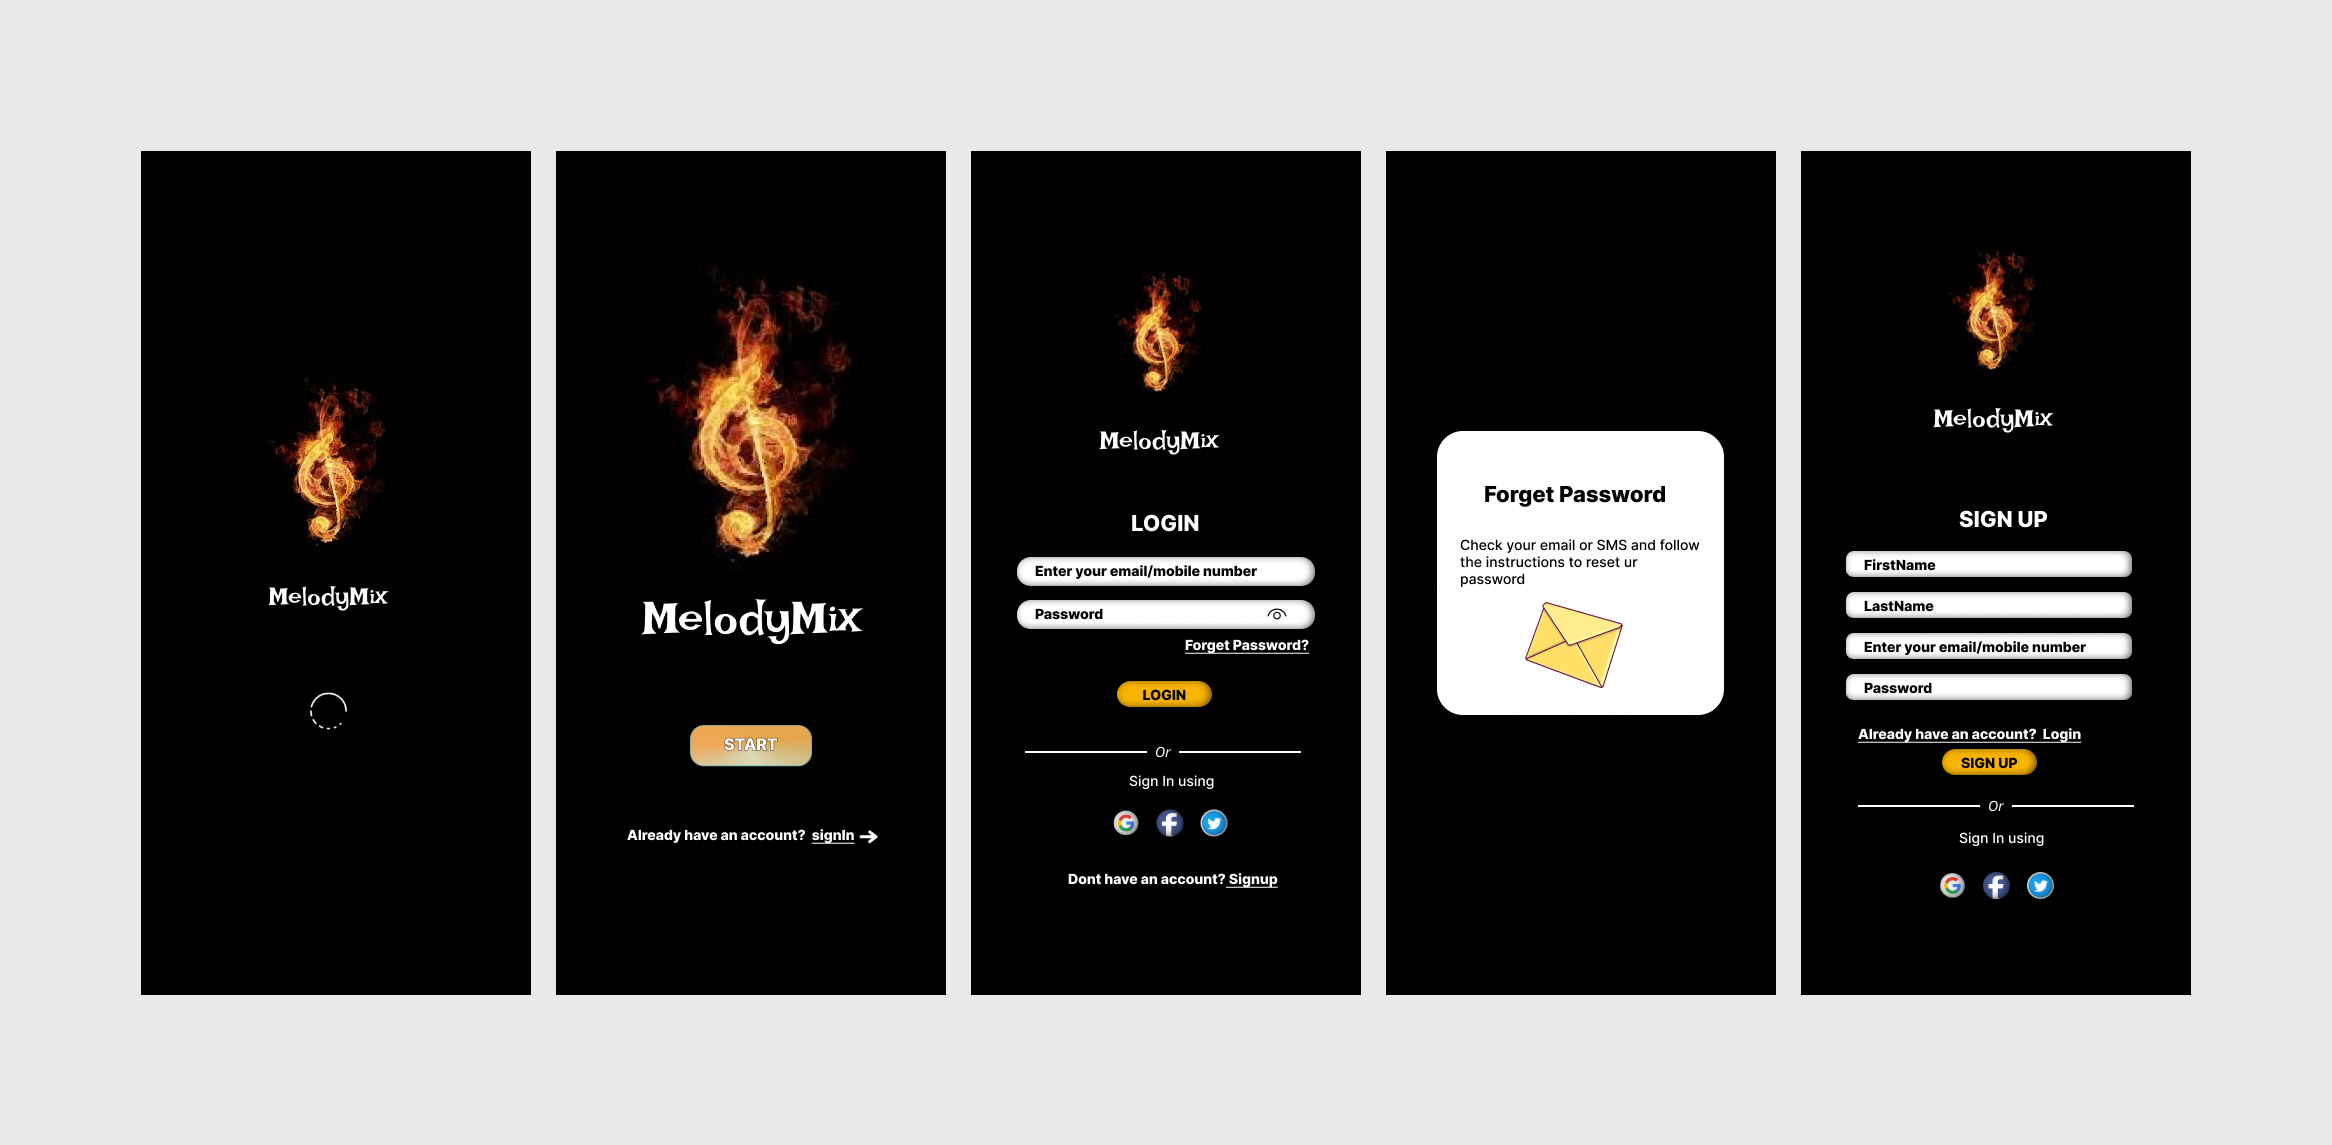 MelodyMix
MelodyMix
START
Already have an account? signIn
MelodyMix
LOGIN
Enter your email/mobile number
Password
Forget Password?
LOGIN
Or
Sign In using
Dont have an account? Signup
Forget Password
Check your email or SMS and follow
the instructions to reset ur
password
MelodyMix
SIGN UP
FirstName
LastName
Enter your email/mobile number
Password
Already have an account? Login
SIGN UP
Or
Sign In using